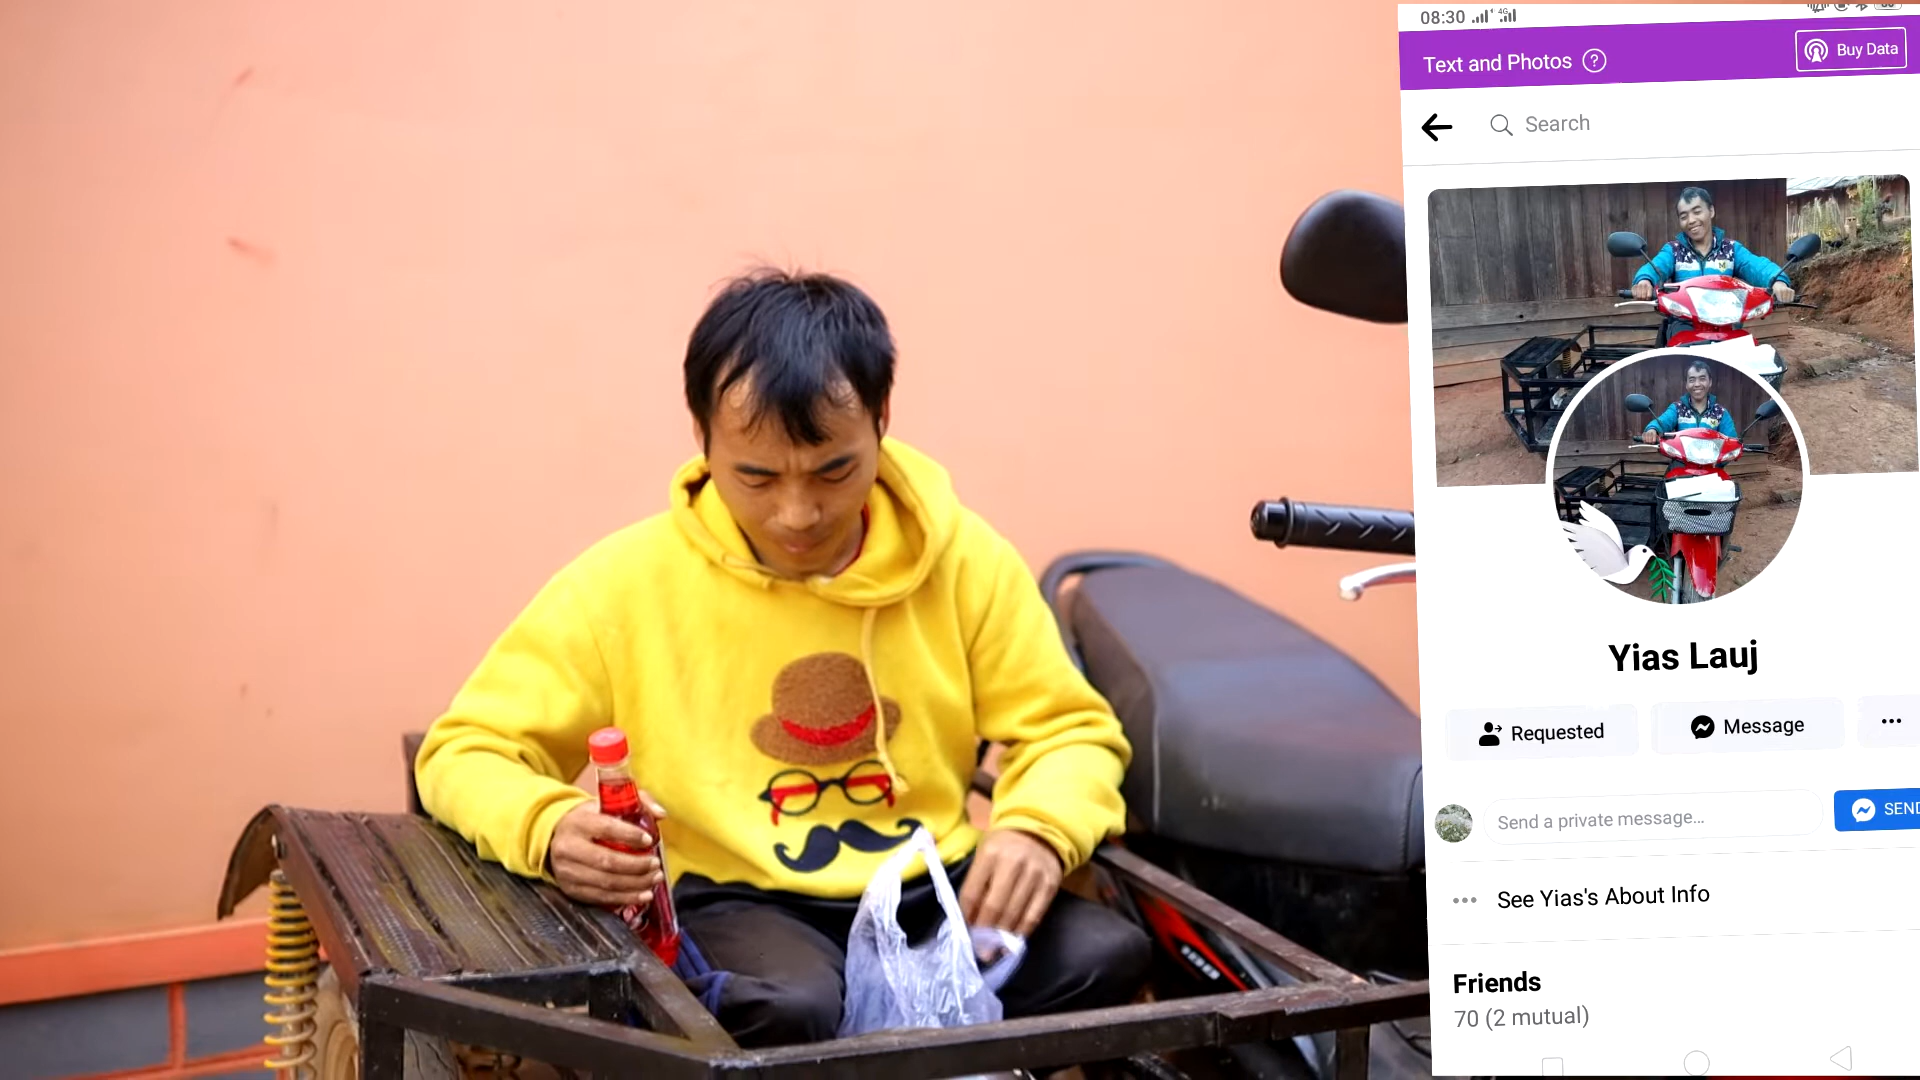 08:30
Text and Photos
Buy Data
Search
Yias Lauj
Requested
Message
Send a private message...
SEND
See Yias's About Info
Friends
70 (2 mutual)